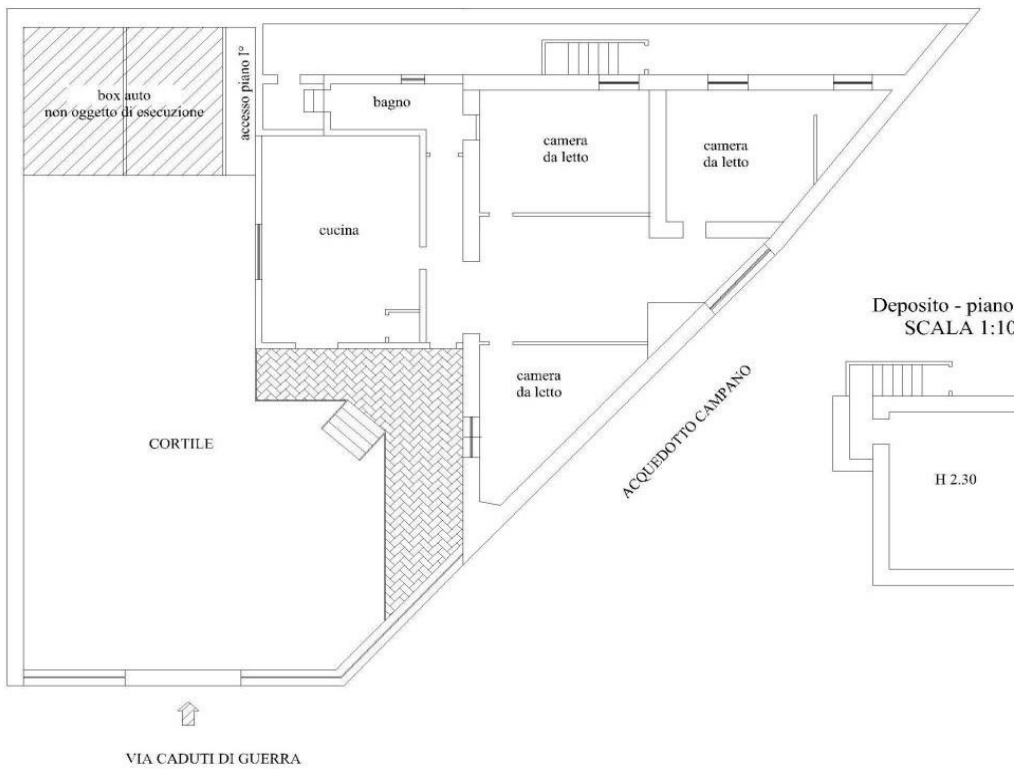 box auto
non oggetto di esecuzione
accesso piano 1°
bagno
camera
da letto
camera
da letto
cucina
Deposito - piano
SCALA 1:10
camera
da letto
ACQUEDOTTO CAMPANO
CORTILE
H 2.30
VIA CADUTI DI GUERRA